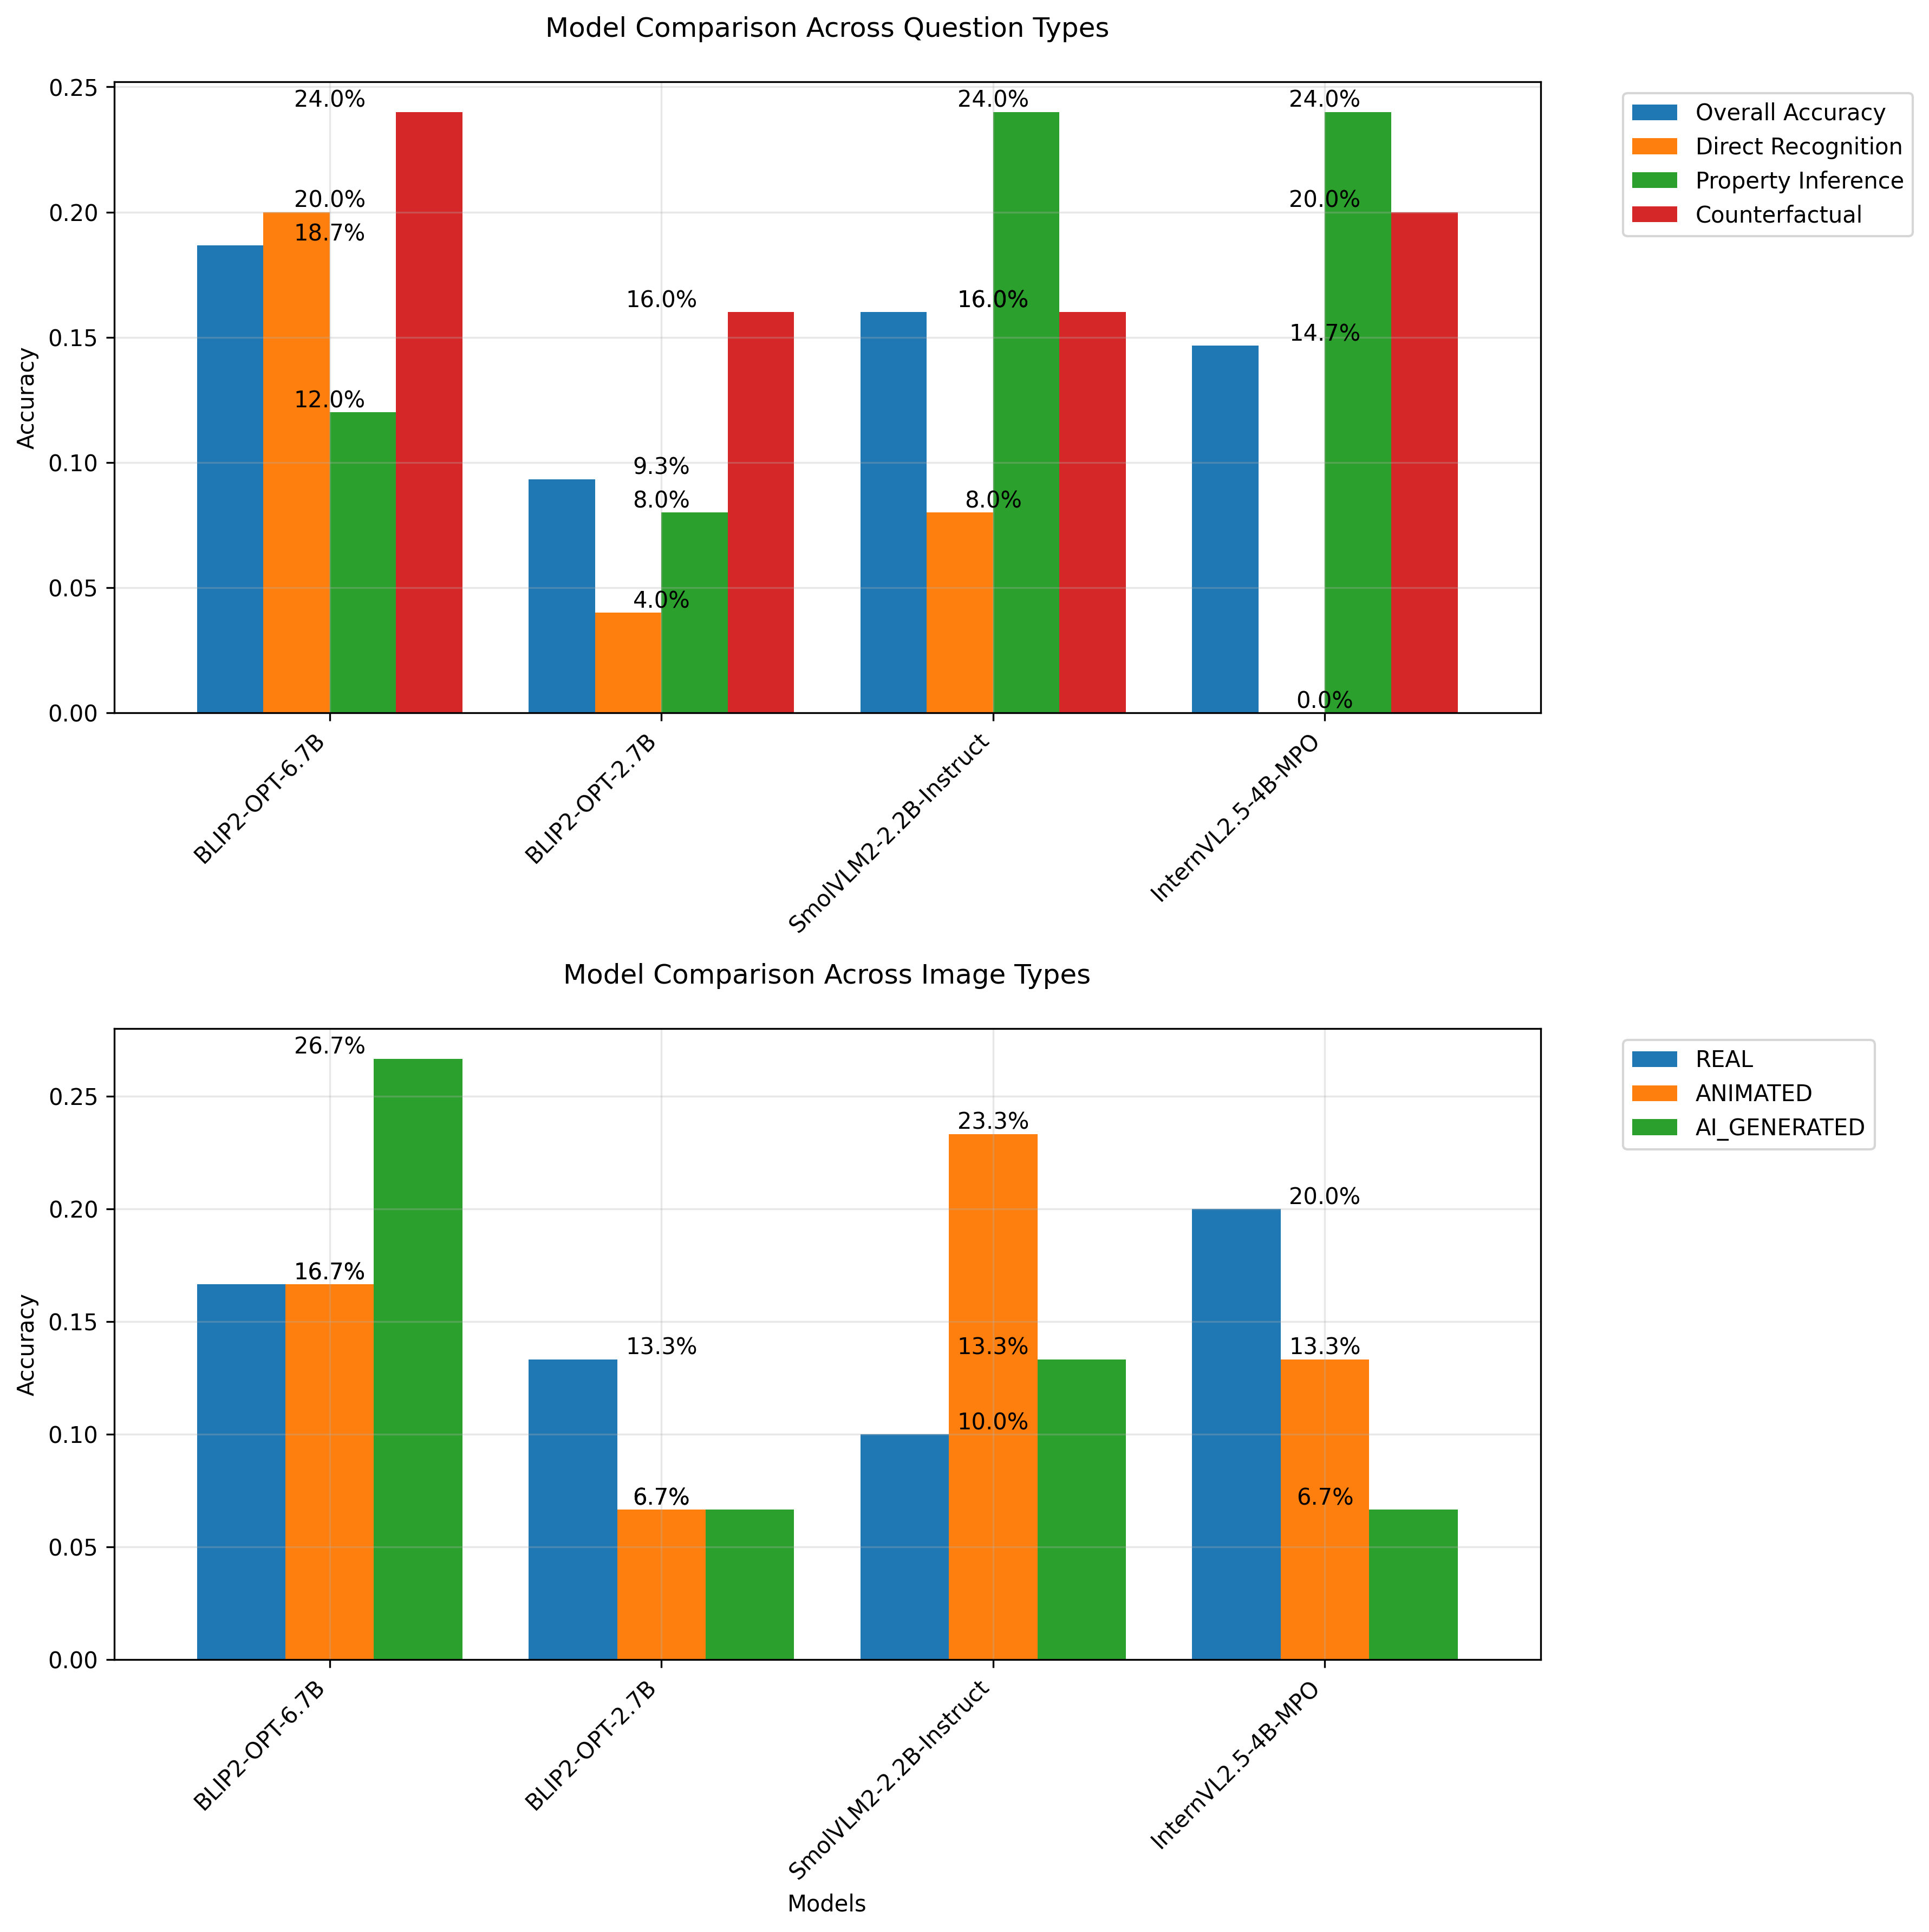 Model Comparison Across Question Types
Accuracy
0.25
0.20
0.15
0.10
0.05
0.00
24.0%
20.0%
18.7%
12.0%
16.0%
9.3%
8.0%
4.0%
24.0%
16.0%
8.0%
24.0%
20.0%
14.7%
0.0%
BLIP2-OPT-6.7B
BLIP2-OPT-2.7B
SmolVLM2-2.2B-Instruct
InternVL2.5-4B-MPO
Overall Accuracy
Direct Recognition
Property Inference
Counterfactual
Model Comparison Across Image Types
Accuracy
0.25
0.20
0.15
0.10
0.05
0.00
26.7%
16.7%
13.3%
6.7%
23.3%
13.3%
10.0%
20.0%
13.3%
6.7%
BLIP2-OPT-6.7B
BLIP2-OPT-2.7B
SmolVLM2-2.2B-Instruct
InternVL2.5-4B-MPO
Models
REAL
ANIMATED
AI_GENERATED